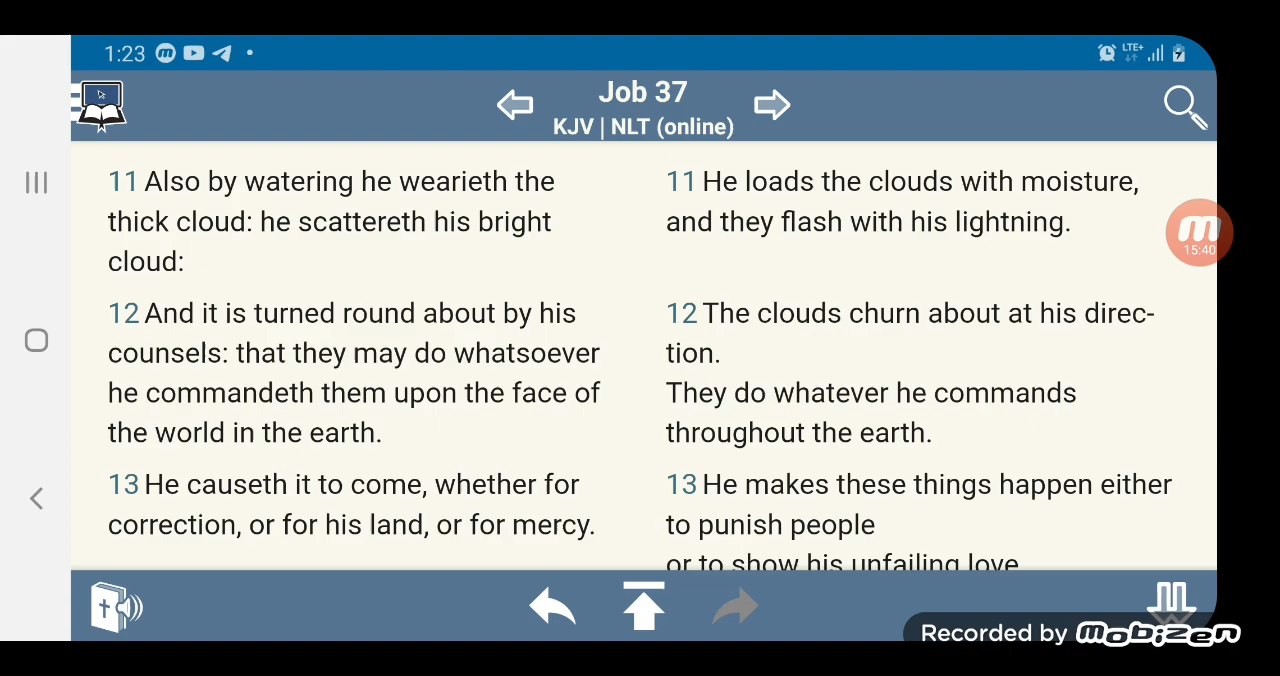 1:23
LTE+
Job 37
KJV | NLT (online)
11 Also by watering he wearieth the
thick cloud: he scattereth his bright
cloud:
12 And it is turned round about by his
counsels: that they may do whatsoever
he commandeth them upon the face of
the world in the earth.
13 He causeth it to come, whether for
correction, or for his land, or for mercy.
11 He loads the clouds with moisture,
and they flash with his lightning.
12 The clouds churn about at his direc-
tion.
They do whatever he commands
throughout the earth.
13 He makes these things happen either
to punish people
or to show his unfailing love
m
15:40
Recorded by Mobizen